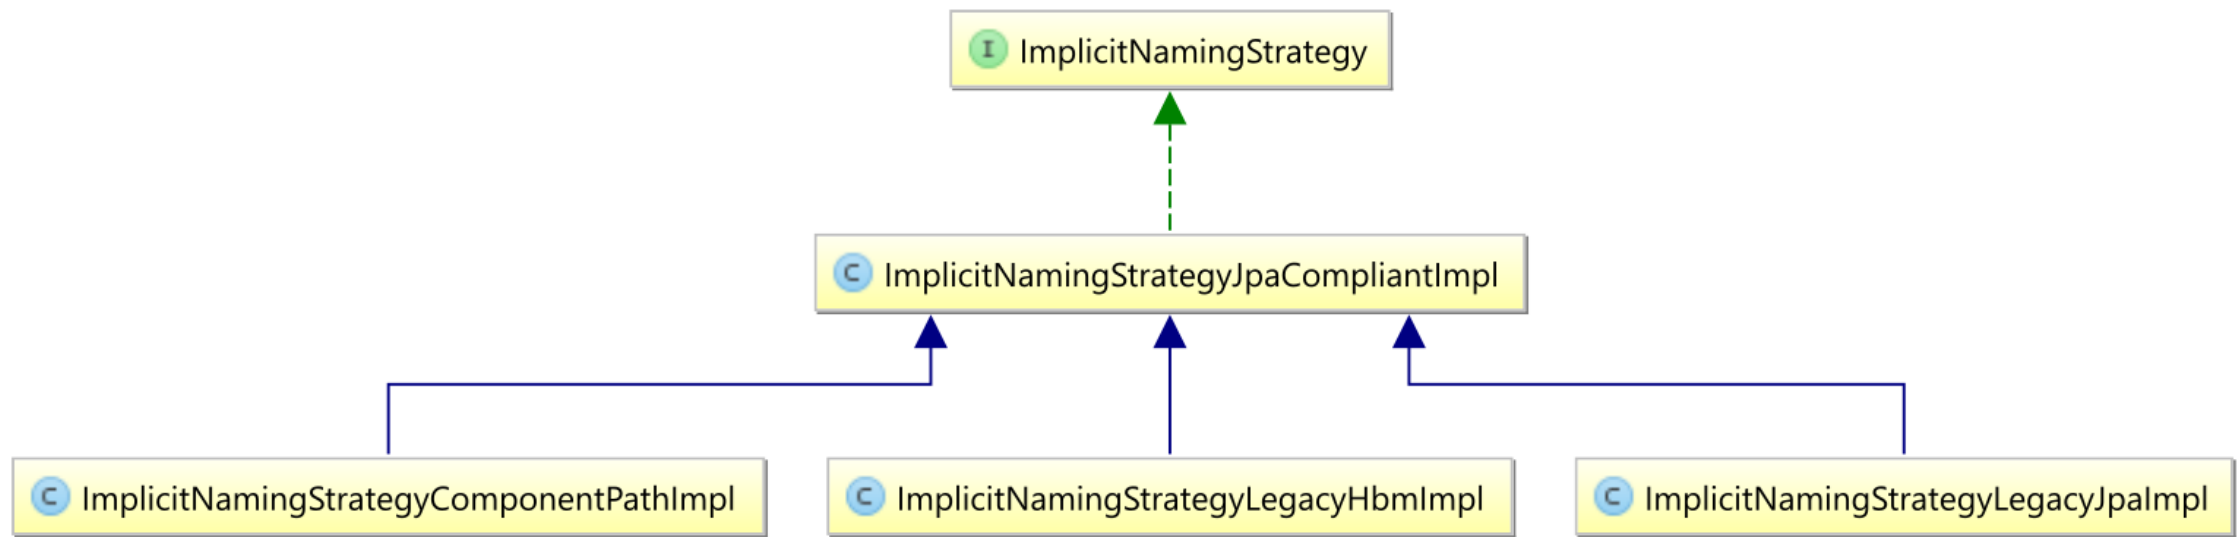 I ImplicitNamingStrategy
C ImplicitNamingStrategyJpaCompliantImpl
C ImplicitNamingStrategyComponentPathImpl
C ImplicitNamingStrategyLegacyHbmImpl
C ImplicitNamingStrategyLegacyJpaImpl